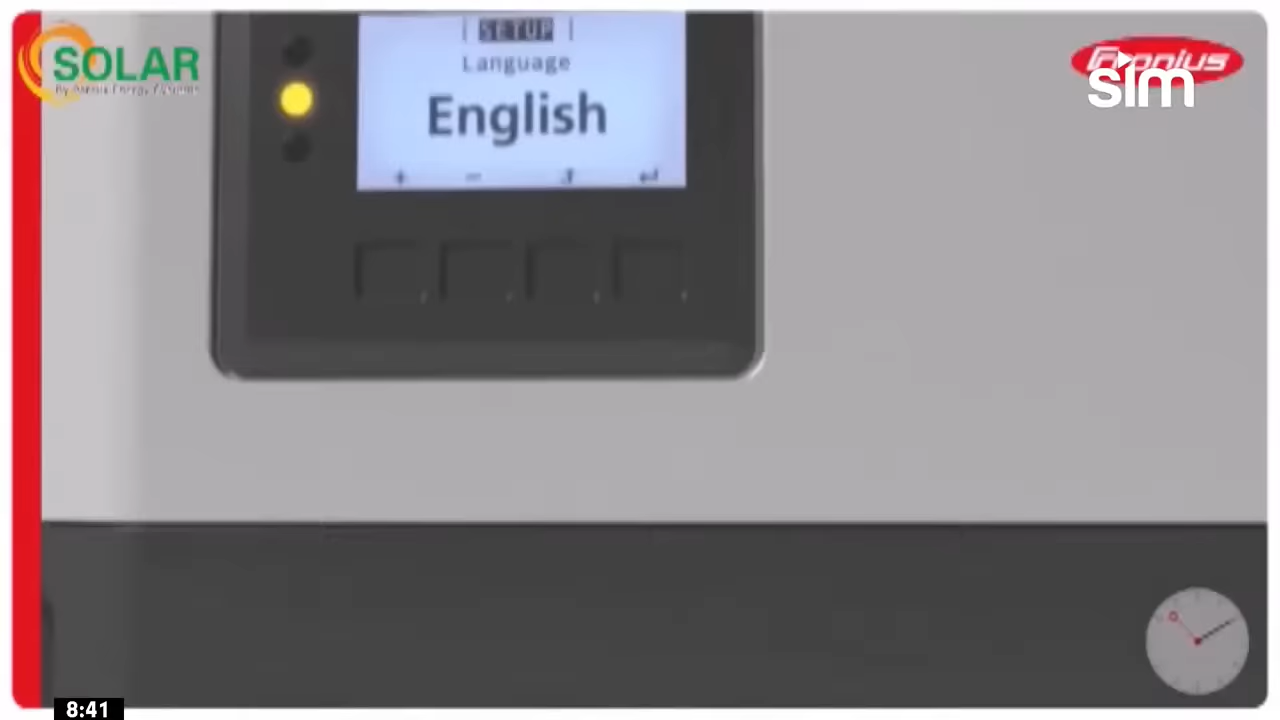 SOLAR
SETUP
Language
English
+ -
Fronius
sim
8:41